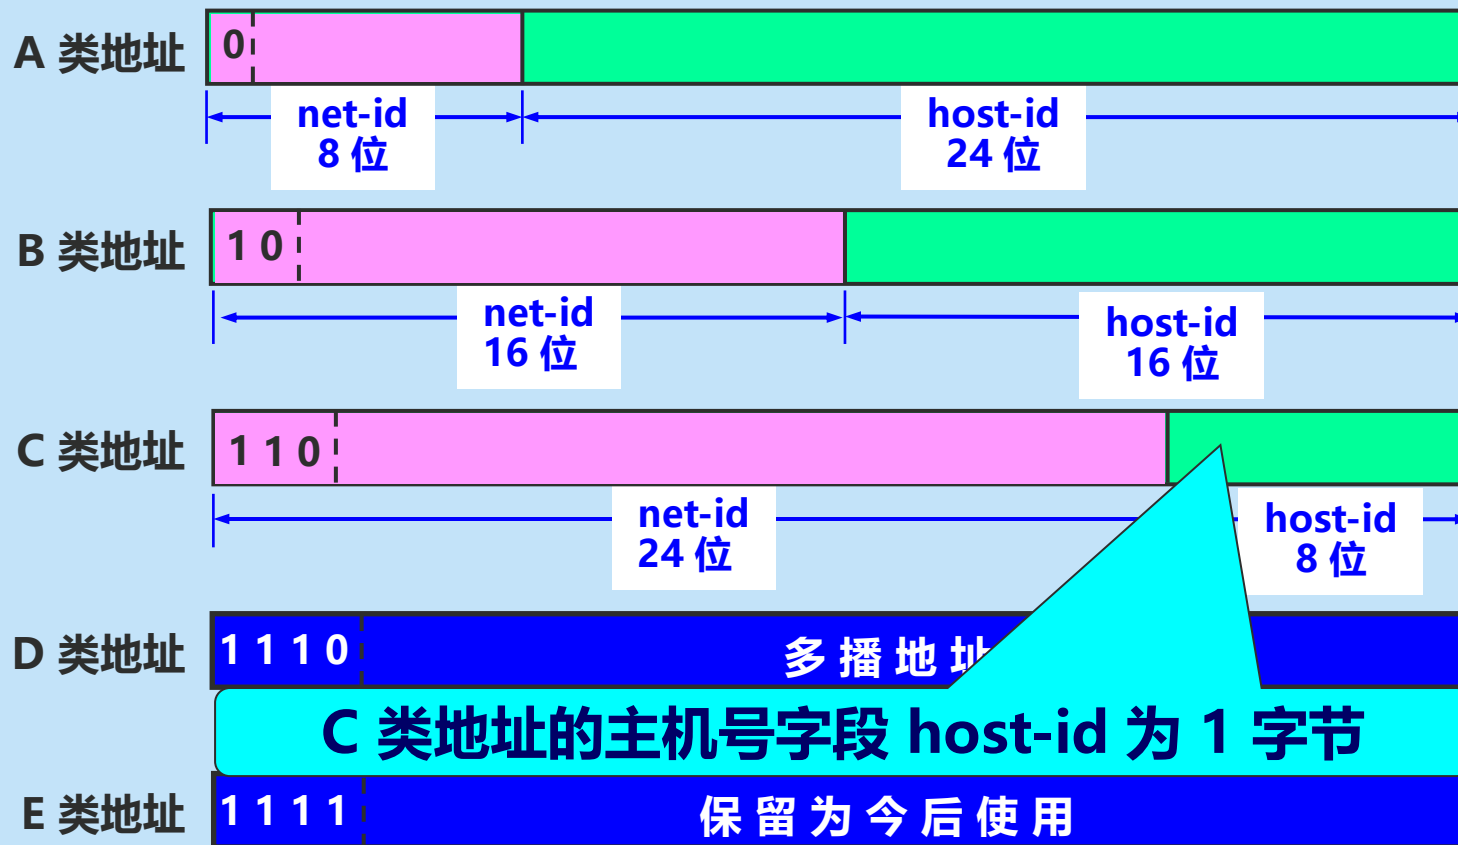 A 类地址
0
net-id
8 位
host-id
24 位
B 类地址
1 0
net-id
16 位
host-id
16 位
C 类地址
1 1 0
net-id
24 位
host-id
8 位
D 类地址
1 1 1 0
多 播 地 址
C 类地址的主机号字段 host-id 为 1 字节
E 类地址
1 1 1 1
保 留 为 今 后 使 用